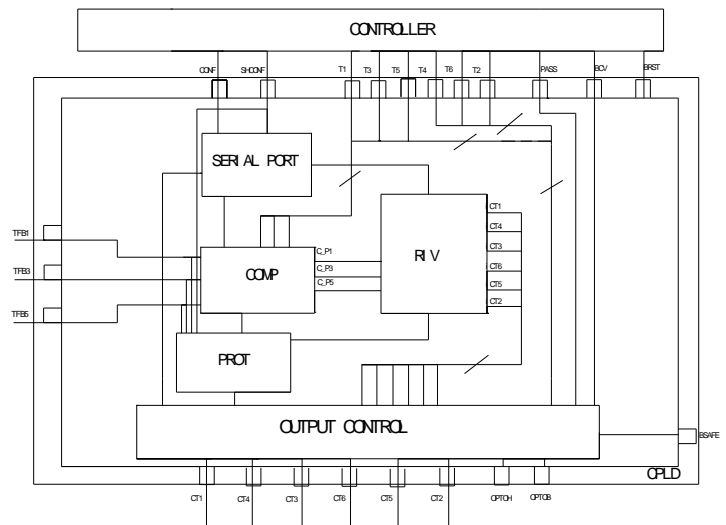 CONTROLLER
CONF
SHCONF
T1
T3
T5
T4
T6
T2
PASS
BCV
BRST
SERIAL PORT
CT1
CT4
CT3
CT6
CT5
CT2
RIV
TFB1
TFB3
TFB5
C_P1
C_P3
C_P5
COMP
PROT
OUTPUT CONTROL
BSAFE
CPLD
CT1
CT4
CT3
CT6
CT5
CT2
OPTOH
OPTOB